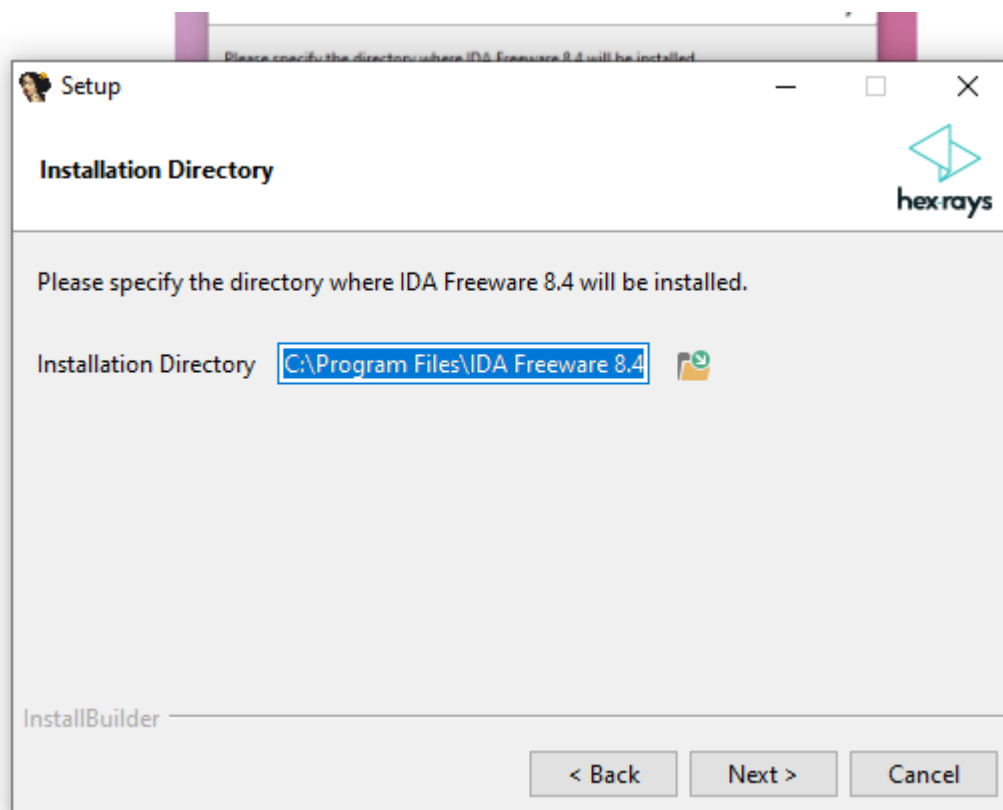 Please specify the directory where IDA Freeware 8.4 will be installed.
Setup
Installation Directory
hex-rays
Please specify the directory where IDA Freeware 8.4 will be installed.
Installation Directory C:\Program Files\IDA Freeware 8.4
InstallBuilder
< Back Next > Cancel